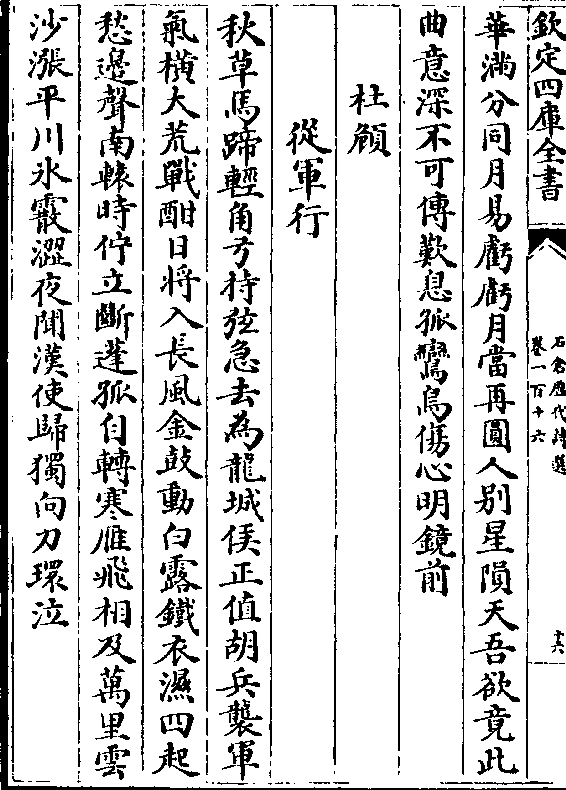 欽定四庫全書
石倉歷代詩選
卷一百十六
十六
華滿分同月易虧虧月當再圓人别星隕天吾欲竟此
曲意深不可傳歎息孤鸞鳥傷心明鏡前
杜頠
從軍行
秋草馬蹄輕角弓持弦急去為龍城侯正值胡兵襲軍
氣横大荒戰酣日將入長風金鼓動白露鐵衣濕四起
愁邊聲南轅時佇立斷蓬孤自轉寒雁飛相及萬里雲
沙漲平川氷霰澀夜聞漢使歸獨向刀環泣